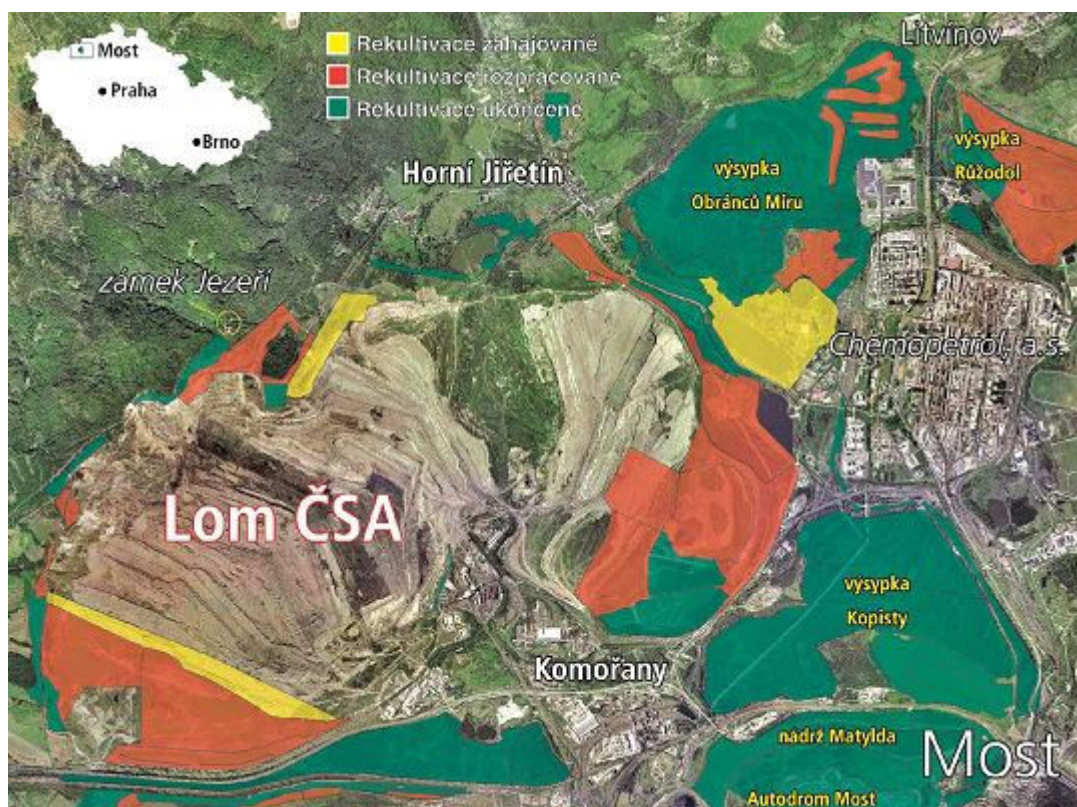 Most
Praha
Brno
Rekultivace zahajované
Rekultivace rozpracované
Rekultivace ukončené
Litvínov
Horní Jiřetín
výsypka
Obránců Míru
výsypka
Růžodol
zámek Jezeří
Chemopetrol, a.s.
Lom ČSA
výsypka
Kopisty
Komořany
nádrž Matylda
Most
Autodrom Most